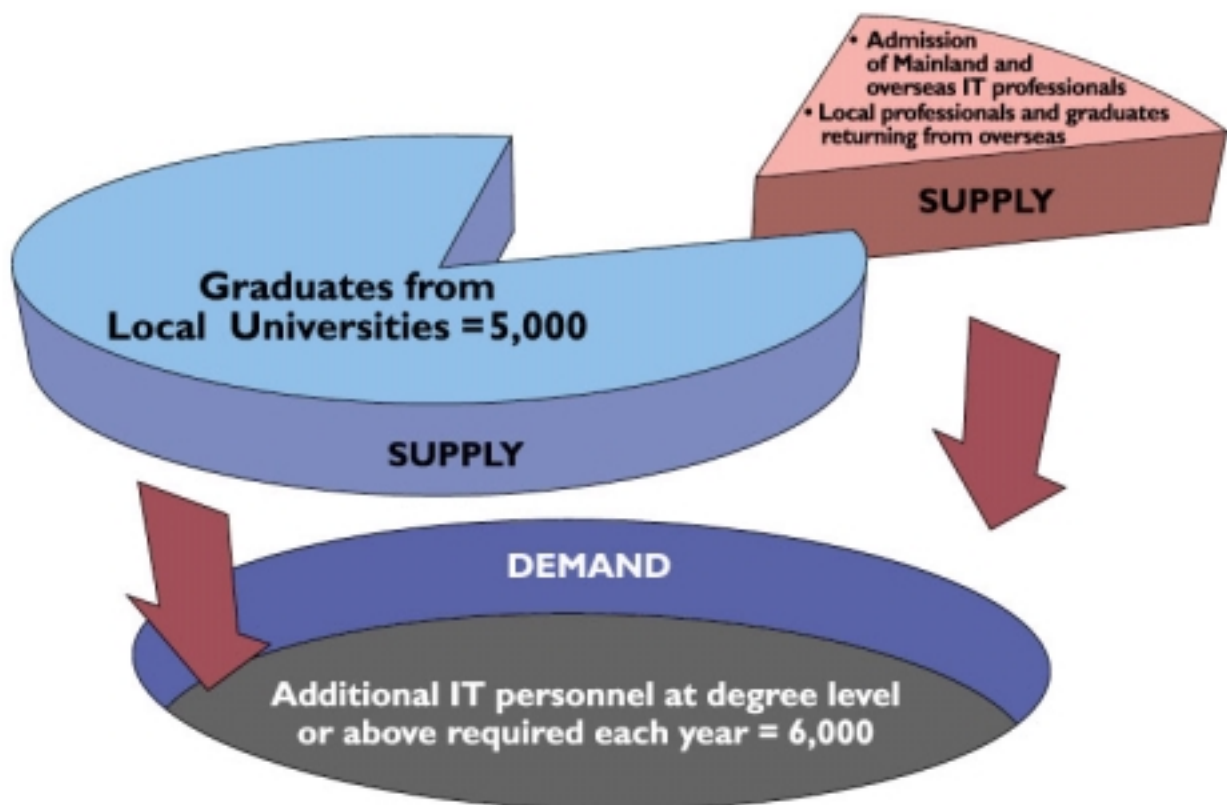 • Admission
of Mainland and
overseas IT professionals
• Local professionals and graduates
returning from overseas
SUPPLY
Graduates from
Local Universities = 5,000
SUPPLY
DEMAND
Additional IT personnel at degree level
or above required each year = 6,000